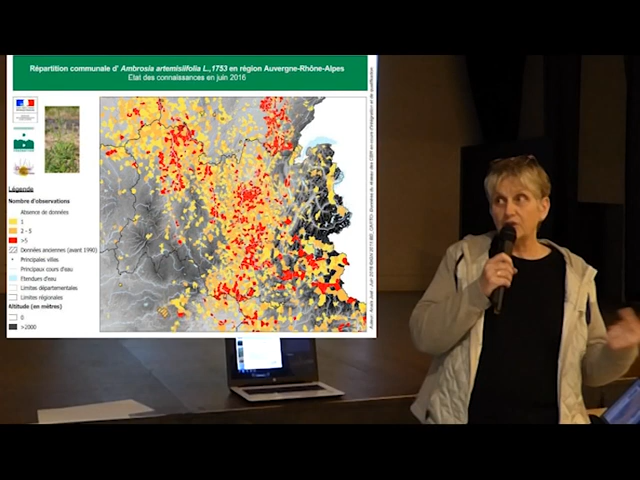 Répartition communale d' Ambrosia artemisiifolia L.,1753 en région Auvergne-Rhône-Alpes
Etat des connaissances en juin 2016
Légende
Nombre d'observations
Absence de données
1
2 - 5
>5
Données anciennes (avant 1990)
Principales villes
Principaux cours d'eau
Etendues d'eau
Limites départementales
Limites régionales
Altitude (en mètres)
0
>2000